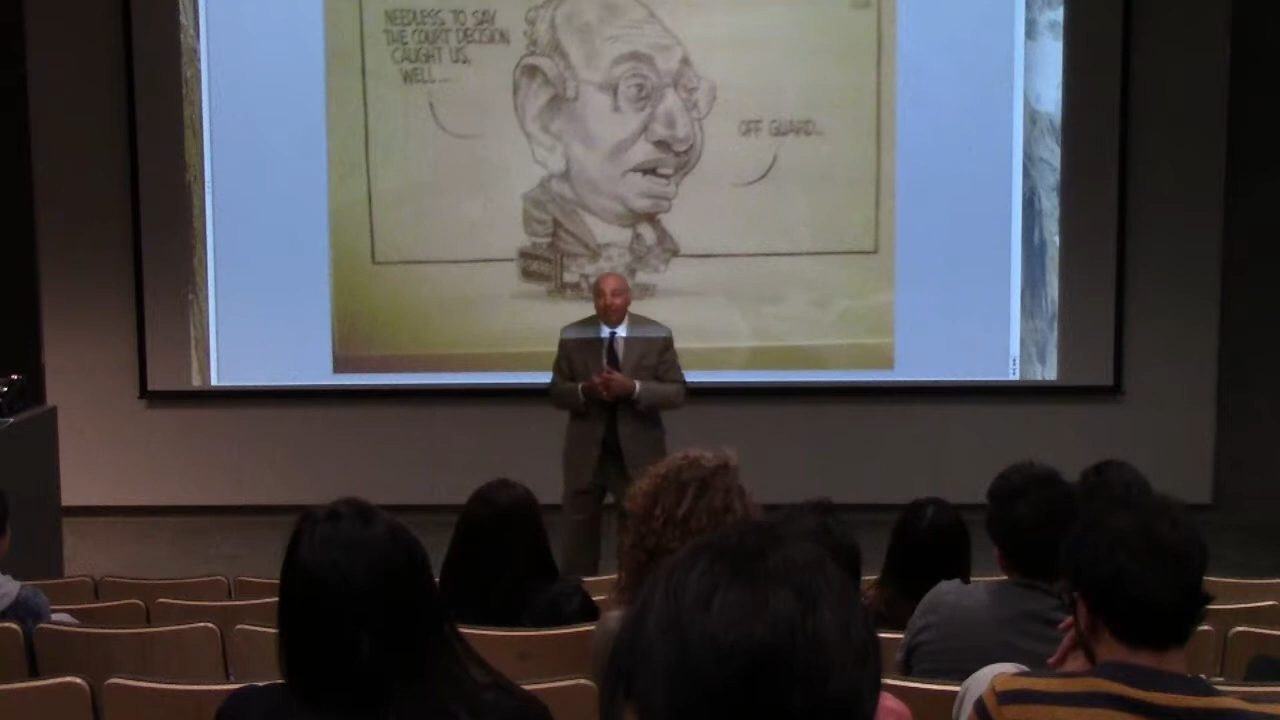 NEEDLESS TO SAY
THE COURT DECISION
CAUGHT US,
WELL....
OFF GUARD...